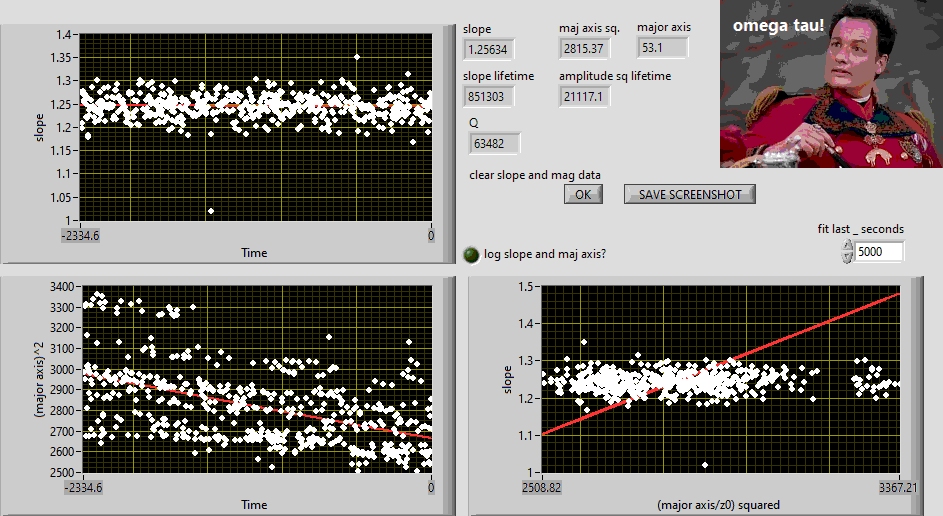 1.4
1.35
1.3
1.25
1.2
1.15
1.1
1.05
1
slope
-2334.6
0
Time
slope
maj axis sq.
major axis
1.25634
2815.37
53.1
slope lifetime
amplitude sq lifetime
851303
21117.1
Q
63482
clear slope and mag data
OK
SAVE SCREENSHOT
omega tau!
log slope and maj axis?
fit last _ seconds
5000
3400
3200
3100
3000
2900
2800
2700
2600
2500
(major axis)^2
-2334.6
0
Time
1.5
1.4
1.3
1.2
1.1
1
slope
2508.82
3367.21
(major axis/z0) squared